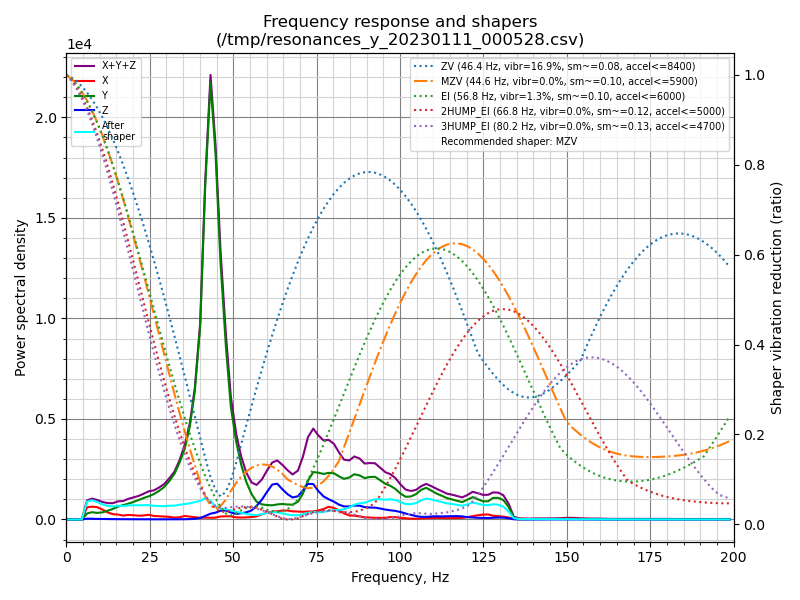 Frequency response and shapers
(/tmp/resonances_y_20230111_000528.csv)
1e4
X+Y+Z
X
Y
Z
After
shaper
ZV (46.4 Hz, vibr=16.9%, sm~=0.08, accel<=8400)
MZV (44.6 Hz, vibr=0.0%, sm~=0.10, accel<=5900)
EI (56.8 Hz, vibr=1.3%, sm~=0.10, accel<=6000)
2HUMP_EI (66.8 Hz, vibr=0.0%, sm~=0.12, accel<=5000)
3HUMP_EI (80.2 Hz, vibr=0.0%, sm~=0.13, accel<=4700)
Recommended shaper: MZV
Power spectral density
2.0
1.5
1.0
0.5
0.0
1.0
0.8
0.6
0.4
0.2
0.0
Shaper vibration reduction (ratio)
0 25 50 75 100 125 150 175 200
Frequency, Hz